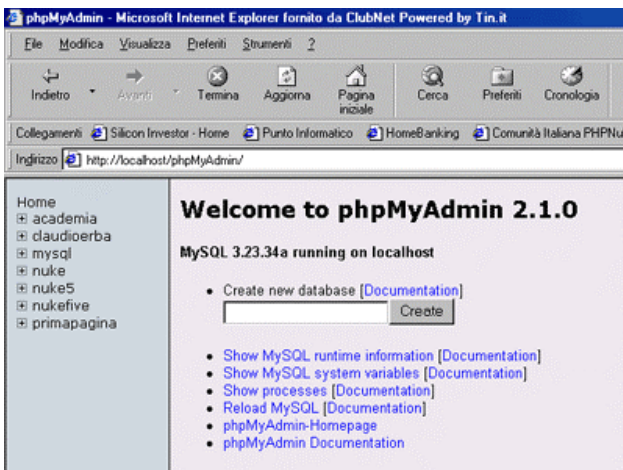 phpMyAdmin - Microsoft Internet Explorer fornito da ClubNet Powered by Tin.it
File Modifica Visualizza Preferiti Strumenti ?
Indietro Avanti Termina Aggiorna Pagina iniziale Cerca Preferiti Cronologia
Collegamenti Silicon Investor - Home Punto Informatico HomeBanking Comunità Italiana PHPNu
Indirizzo http://localhost/phpMyAdmin/
Home
academia
claudioerba
mysql
nuke
nuke5
nukefive
primapagina
Welcome to phpMyAdmin 2.1.0
MySQL 3.23.34a running on localhost
Create new database [Documentation]
Create
Show MySQL runtime information [Documentation]
Show MySQL system variables [Documentation]
Show processes [Documentation]
Reload MySQL [Documentation]
phpMyAdmin-Homepage
phpMyAdmin Documentation